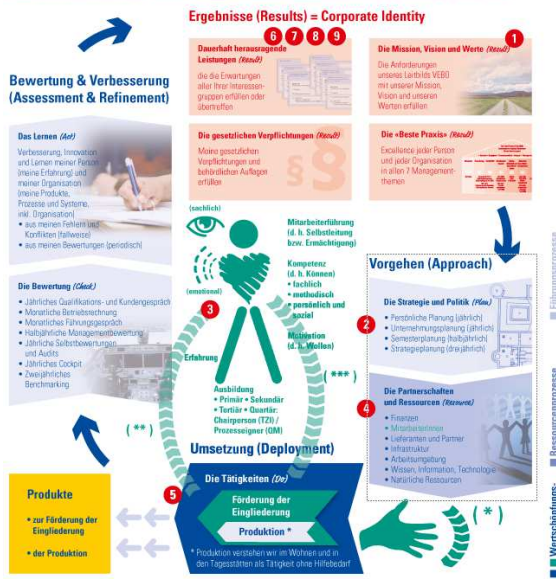 Ergebnisse (Results) = Corporate Identity
6 7 8 9
Dauerhaft herausragende
Leistungen (Result)
die die Erwartungen
aller Ihrer Interessen-
gruppen erfüllen oder
übertreffen
1
Die Mission, Vision und Werte (Result)
Die Anforderungen
unseres Leitbilds VEBO
mit unserer Mission,
Vision und unseren
Werten erfüllen
Die gesetzlichen Verpflichtungen (Result)
Meine gesetzlichen
Verpflichtungen und
behördlichen Auflagen
erfüllen
§§
Die «Beste Praxis» (Result)
Excellence jeder Person
und jeder Organisation
in allen 7 Management-
themen
Bewertung & Verbesserung
(Assessment & Refinement)
Das Lernen (Act)
Verbesserung, Innovation
und Lernen meiner Person
(meine Erfahrung) und
meiner Organisation
(meine Produkte,
Prozesse und Systeme,
inkl. Organisation)
• aus meinen Fehlern und
Konflikten (fallweise)
• aus meinen Bewertungen (periodisch)
Die Bewertung (Check)
• Jährliches Qualifikations- und Kundengespräch
• Monatliche Betriebsrechnung
• Monatliches Führungsgespräch
• Halbjährliche Managementbewertung
• Jährliche Selbstbewertungen
und Audits
• Jährliches Cockpit
• Zweijährliches
Benchmarking
(sachlich)
(emotional)
3
Erfahrung
Mitarbeiterführung
(d. h. Selbstleitung
bzw. Ermächtigung)
Kompetenz
(d. h. Können)
• fachlich
• methodisch
• persönlich und
sozial
Motivation
(d. h. Wollen)
(***)
Ausbildung
• Primär • Sekundär
• Tertiär • Quartär:
Chairperson (TZI) /
Prozesseigner (QM)
(**)
Vorgehen (Approach)
2
Die Strategie und Politik (Plan)
• Persönliche Planung (jährlich)
• Unternehmungsplanung (jährlich)
• Semesterplanung (halbjährlich)
• Strategieplanung (dreijährlich)
4
Die Partnerschaften
und Ressourcen (Resource)
• Finanzen
• MitarbeiterInnen
• Lieferanten und Partner
• Infrastruktur
• Arbeitsumgebung
• Wissen, Information, Technologie
• Natürliche Ressourcen
Umsetzung (Deployment)
5
Die Tätigkeiten (Do)
Förderung der
Eingliederung
Produktion *
* Produktion verstehen wir im Wohnen und in
den Tagesstätten als Tätigkeit ohne Hilfebedarf
(*)
Produkte
• zur Förderung der
Eingliederung
• der Produktion
Führungsprozesse
Ressourcenprozesse
Wertschöpfungs-